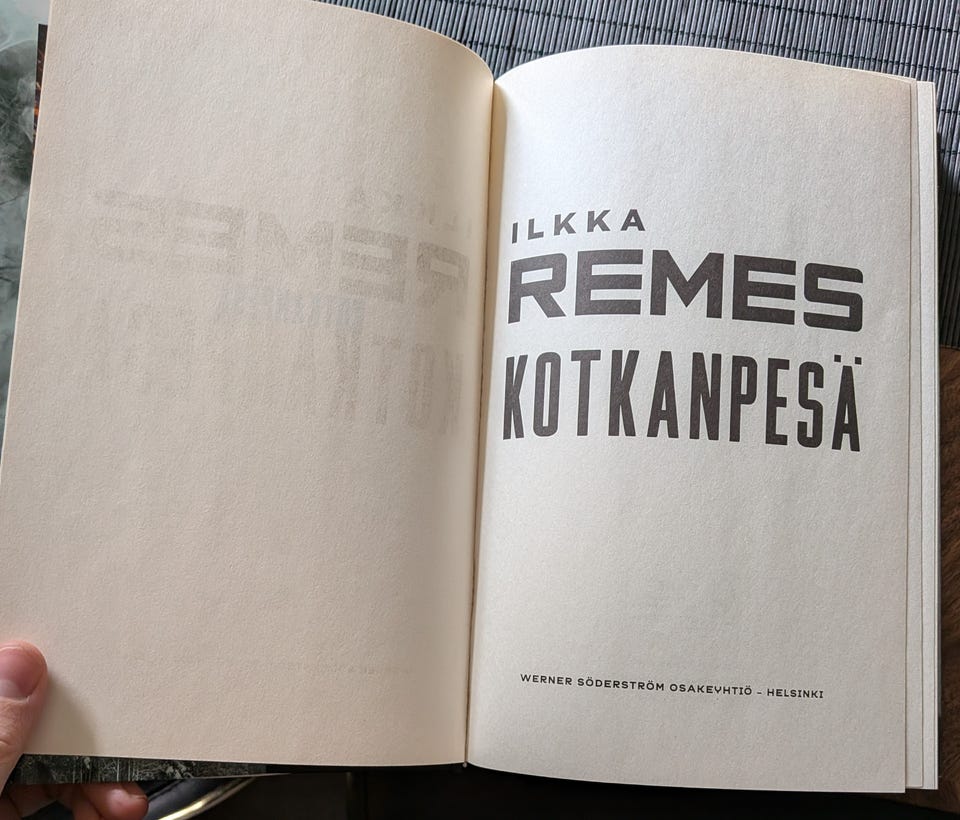 ILKKA
REMES
KOTKANPESÄ
WERNER SÖDERSTRÖM OSAKEYHTIÖ – HELSINKI